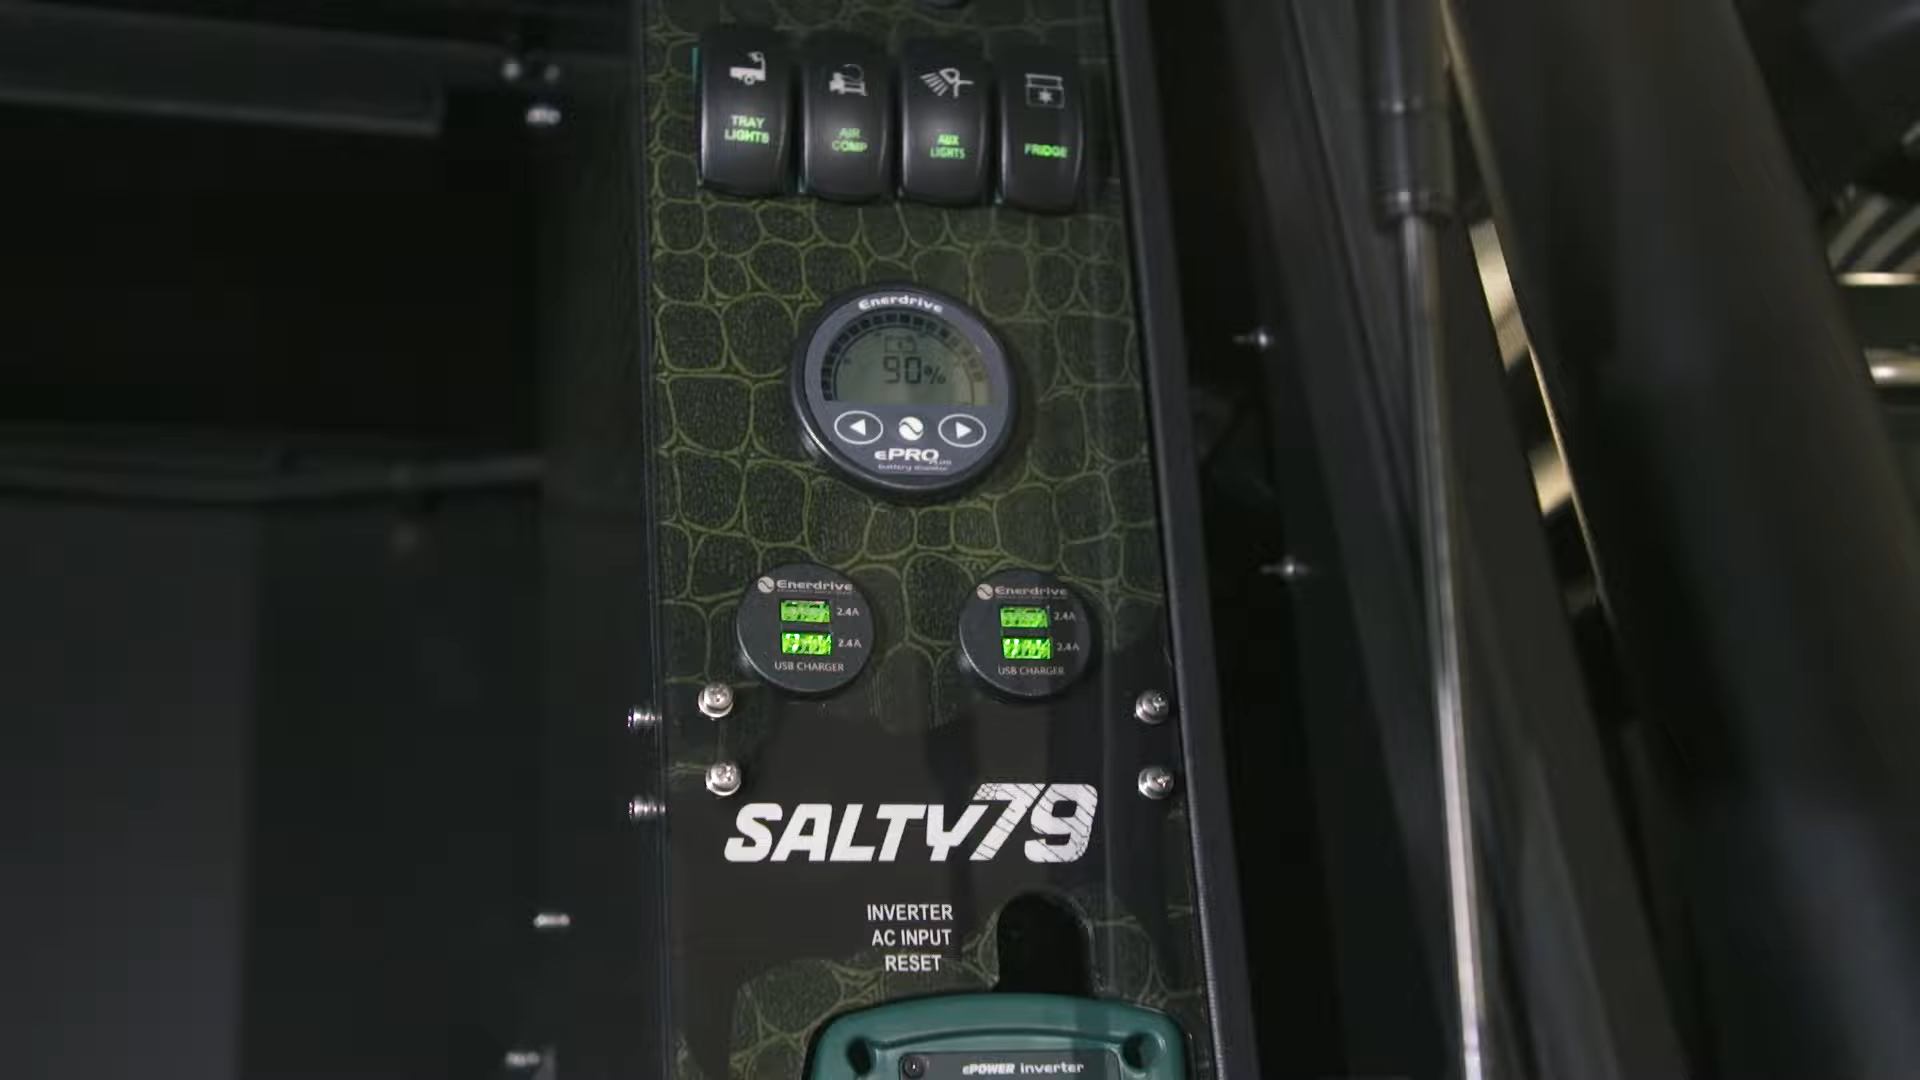 TRAY
LIGHTS
AIR
COMP
AUX
LIGHTS
FRIDGE
Enerdrive
90%
ePRO
PLUS
battery monitor
Enerdrive
2.4A
2.4A
USB CHARGER
Enerdrive
2.4A
2.4A
USB CHARGER
SALTY79
INVERTER
AC INPUT
RESET
ePOWER inverter